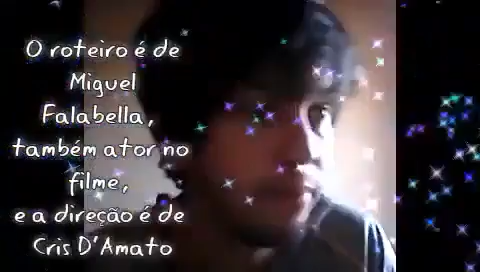 O roteiro é de
Miguel
Falabella,
também ator no
filme,
e a direção é de
Cris D'Amato